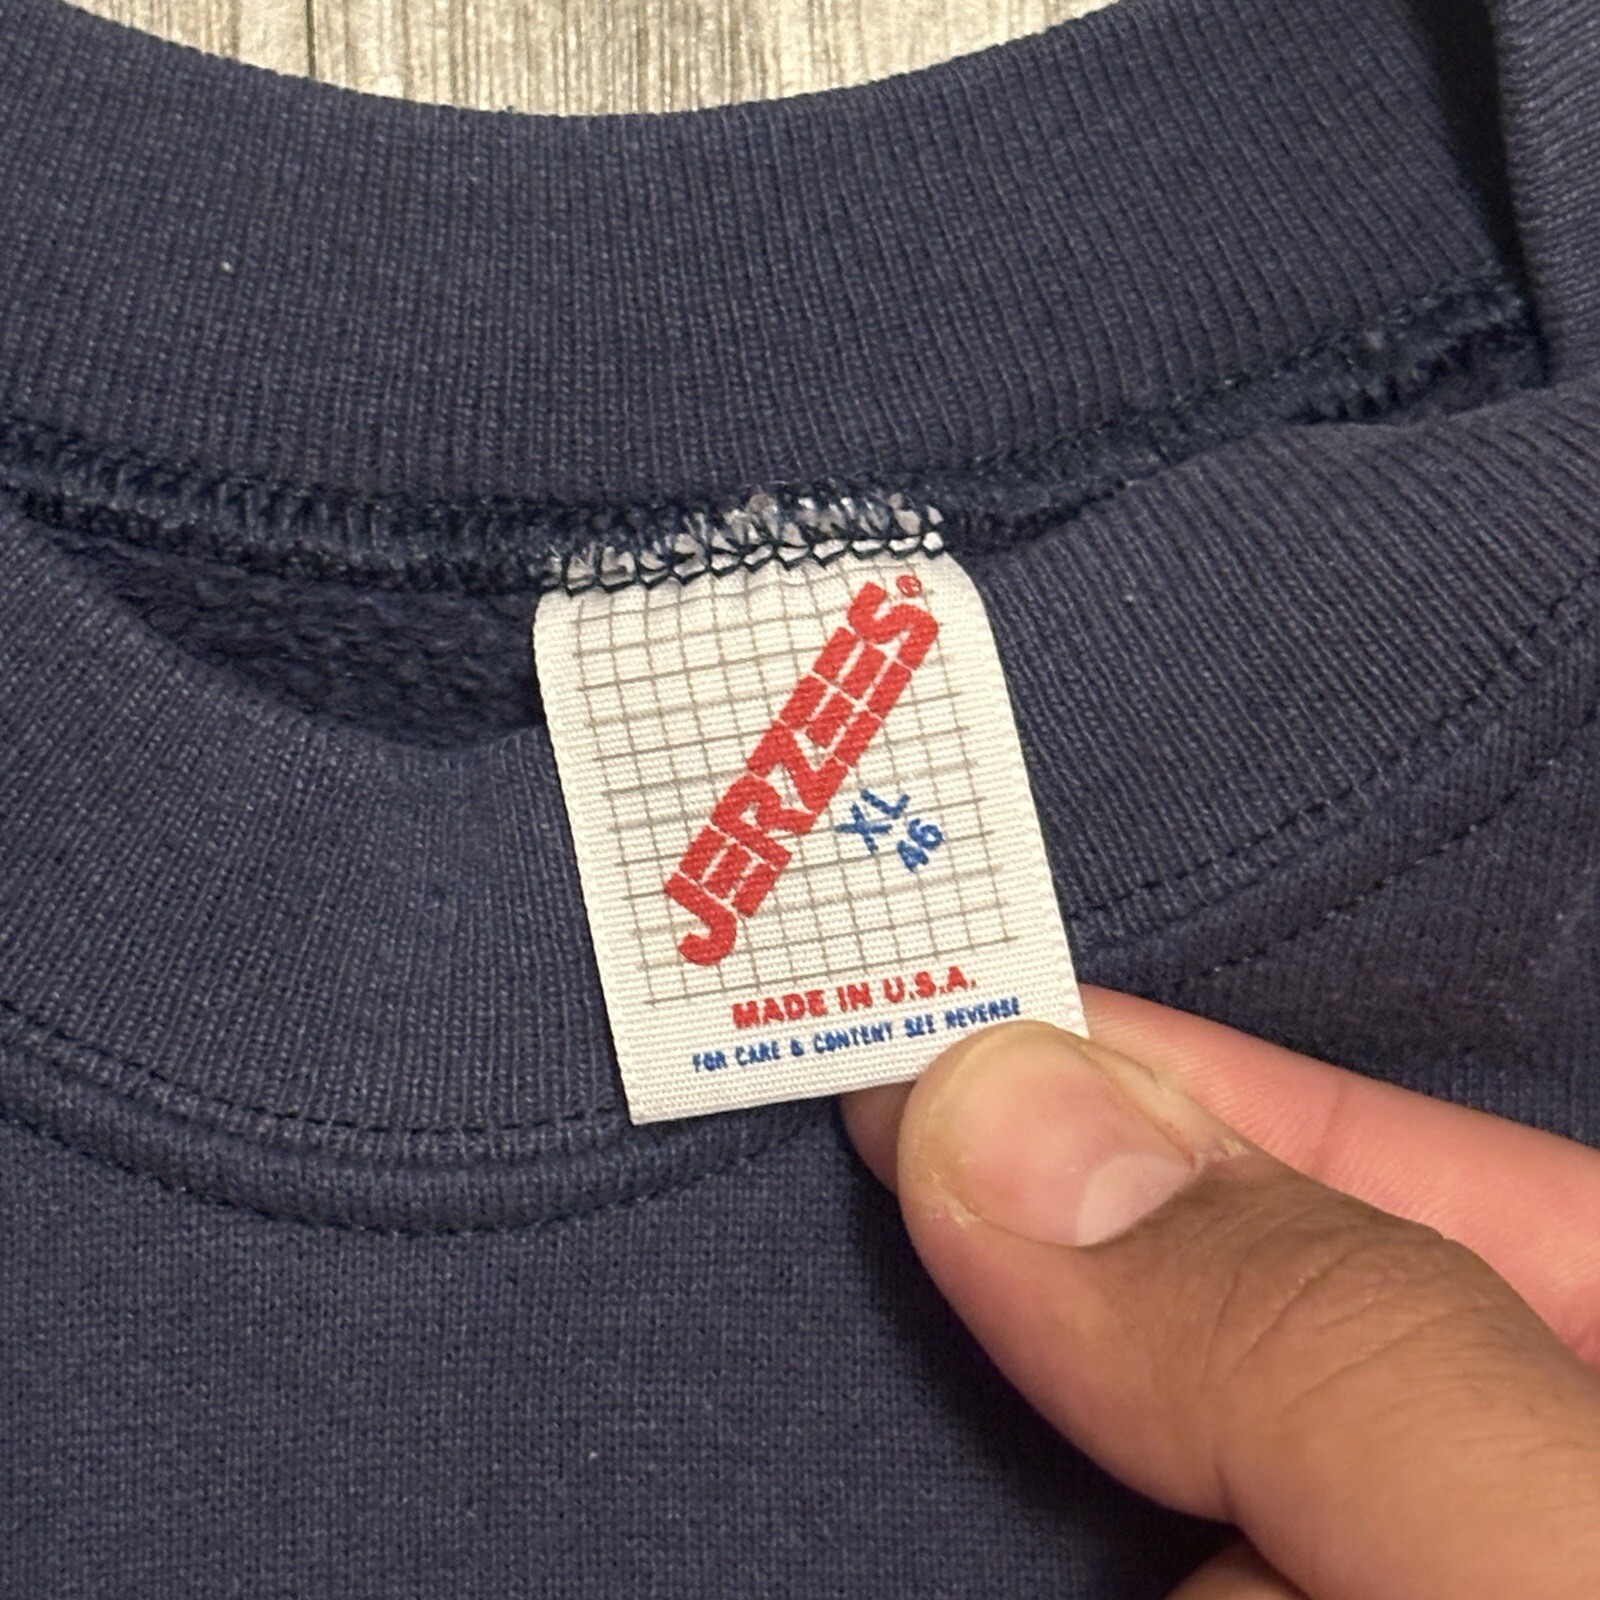 JERZEES®
XL
46
MADE IN U.S.A.
FOR CARE & CONTENT SEE REVERSE